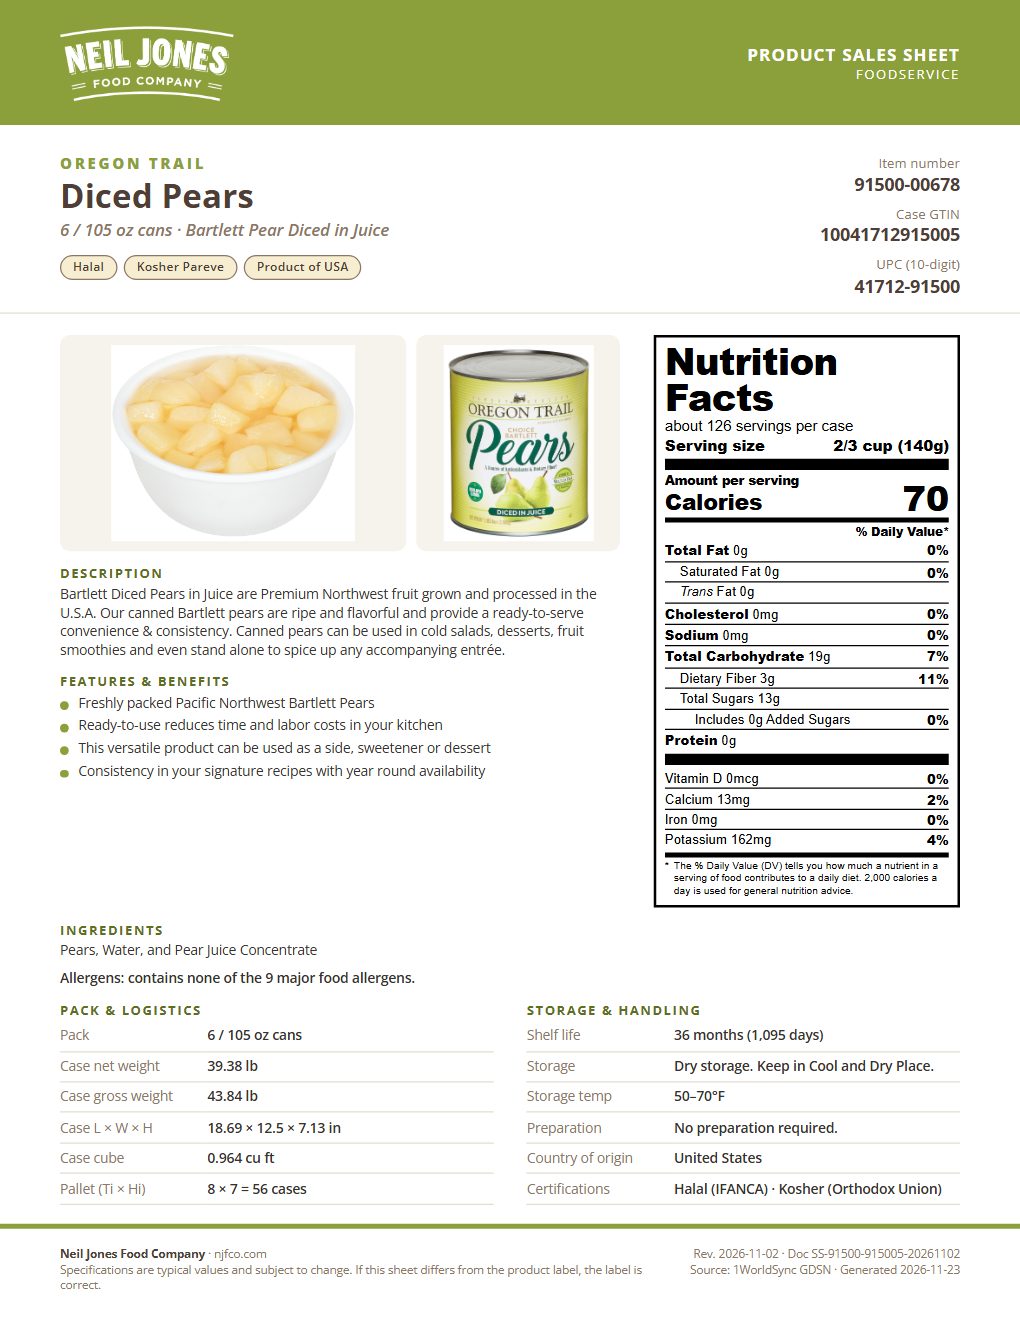 NEIL JONES
FOOD COMPANY
PRODUCT SALES SHEET
FOODSERVICE
OREGON TRAIL
Diced Pears
6 / 105 oz cans · Bartlett Pear Diced in Juice
Halal
Kosher Pareve
Product of USA
Item number
91500-00678
Case GTIN
10041712915005
UPC (10-digit)
41712-91500
OREGON TRAIL
CHOICE
BARTLETT
Pears
DICED IN JUICE
DESCRIPTION
Bartlett Diced Pears in Juice are Premium Northwest fruit grown and processed in the
U.S.A. Our canned Bartlett pears are ripe and flavorful and provide a ready-to-serve
convenience & consistency. Canned pears can be used in cold salads, desserts, fruit
smoothies and even stand alone to spice up any accompanying entrée.
FEATURES & BENEFITS
Freshly packed Pacific Northwest Bartlett Pears
Ready-to-use reduces time and labor costs in your kitchen
This versatile product can be used as a side, sweetener or dessert
Consistency in your signature recipes with year round availability
Nutrition
Facts
about 126 servings per case
Serving size 2/3 cup (140g)
Amount per serving
Calories 70
% Daily Value*
Total Fat 0g 0%
Saturated Fat 0g 0%
Trans Fat 0g
Cholesterol 0mg 0%
Sodium 0mg 0%
Total Carbohydrate 19g 7%
Dietary Fiber 3g 11%
Total Sugars 13g
Includes 0g Added Sugars 0%
Protein 0g
Vitamin D 0mcg 0%
Calcium 13mg 2%
Iron 0mg 0%
Potassium 162mg 4%
* The % Daily Value (DV) tells you how much a nutrient in a
serving of food contributes to a daily diet. 2,000 calories a
day is used for general nutrition advice.
INGREDIENTS
Pears, Water, and Pear Juice Concentrate
Allergens: contains none of the 9 major food allergens.
PACK & LOGISTICS
Pack 6 / 105 oz cans
Case net weight 39.38 lb
Case gross weight 43.84 lb
Case L × W × H 18.69 × 12.5 × 7.13 in
Case cube 0.964 cu ft
Pallet (Ti × Hi) 8 × 7 = 56 cases
STORAGE & HANDLING
Shelf life 36 months (1,095 days)
Storage Dry storage. Keep in Cool and Dry Place.
Storage temp 50–70°F
Preparation No preparation required.
Country of origin United States
Certifications Halal (IFANCA) · Kosher (Orthodox Union)
Neil Jones Food Company · njfco.com
Specifications are typical values and subject to change. If this sheet differs from the product label, the label is
correct.
Rev. 2026-11-02 · Doc SS-91500-915005-20261102
Source: 1WorldSync GDSN · Generated 2026-11-23